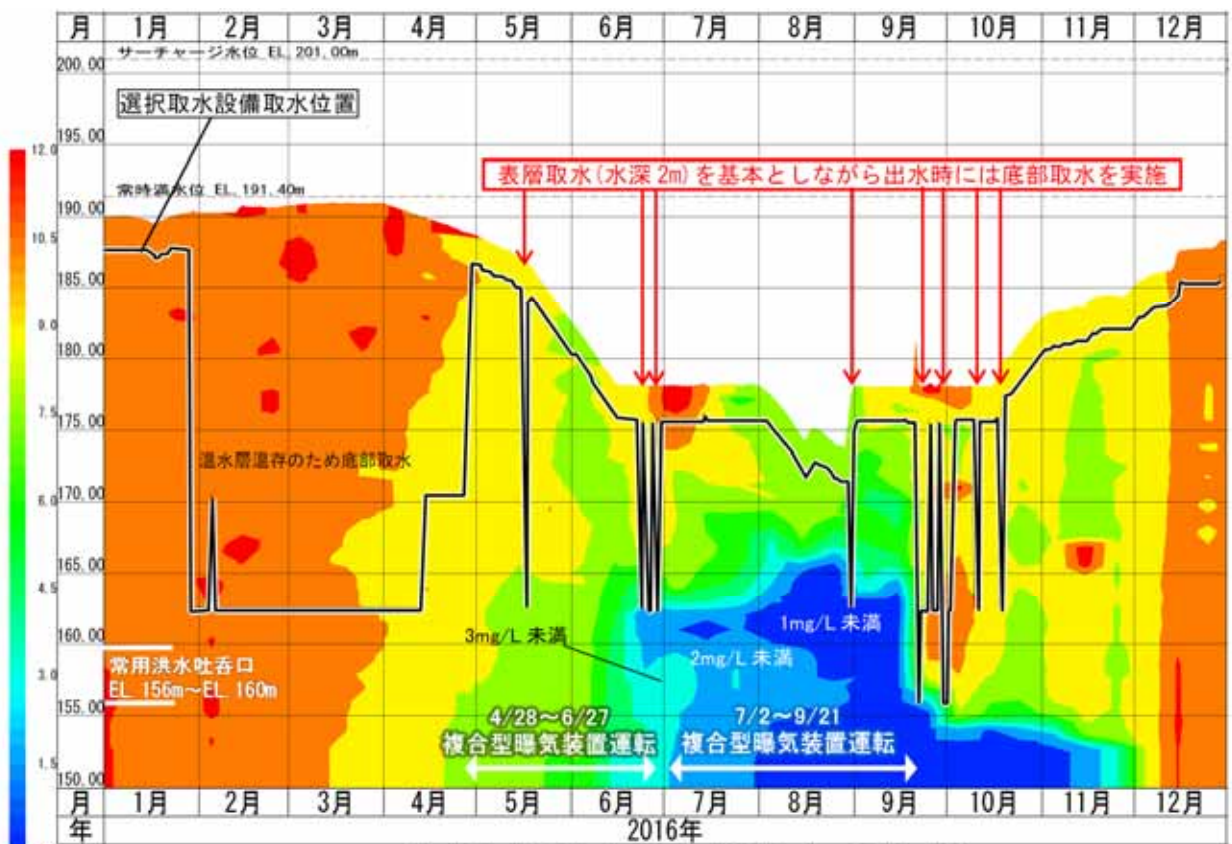 月 1月 2月 3月 4月 5月 6月 7月 8月 9月 10月 11月 12月
サーチャージ水位 EL.201.00m
200.00
選択取水設備取水位置
195.00
12.0
表層取水(水深2m)を基本としながら出水時には底部取水を実施
常時満水位 EL.191.40m
190.00
10.5
185.00
9.0
180.00
7.5
175.00
温水層温存のため底部取水
170.00
6.0
165.00
4.5
1mg/L 未満
3mg/L 未満
160.00
2mg/L 未満
常用洪水吐呑口
EL 156m～EL 160m
3.0
155.00
4/28～6/27
複合型曝気装置運転
7/2～9/21
複合型曝気装置運転
1.5
150.00
月 1月 2月 3月 4月 5月 6月 7月 8月 9月 10月 11月 12月
年 2016年